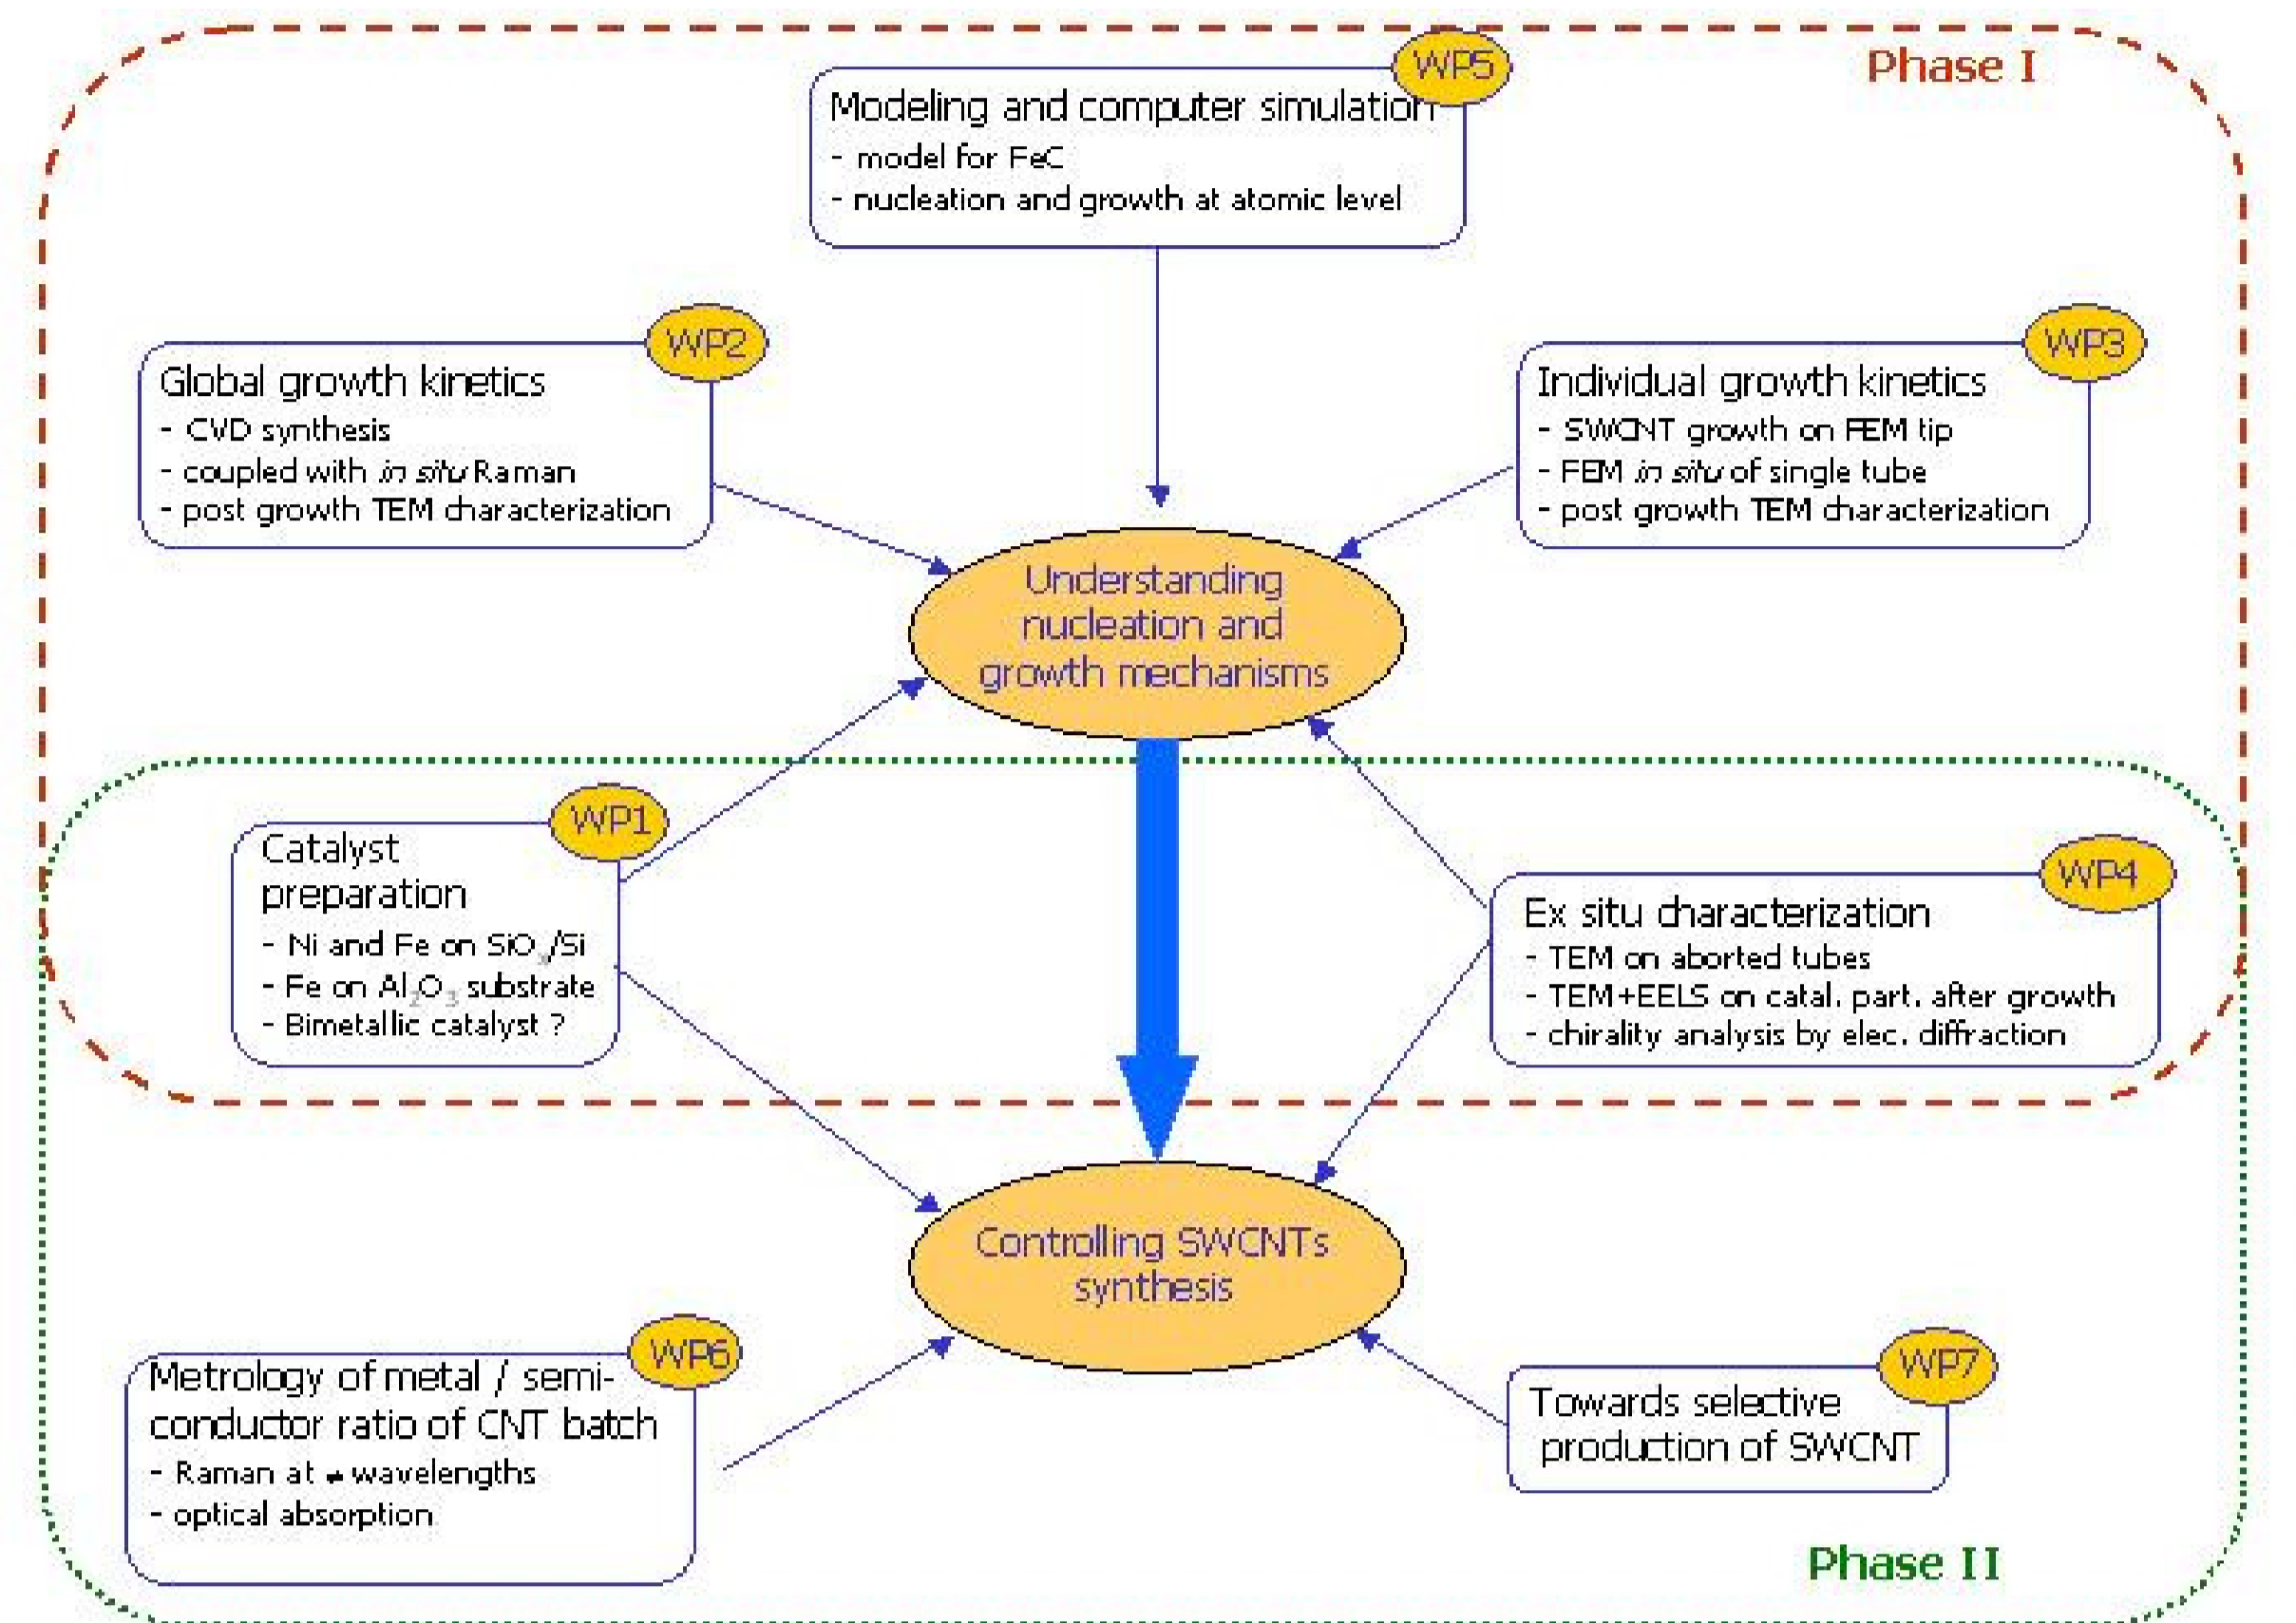 Phase I
WP5
Modeling and computer simulation
- model for FeC
- nucleation and growth at atomic level
WP2
Global growth kinetics
- CVD synthesis
- coupled with in situ Raman
- post growth TEM characterization
WP3
Individual growth kinetics
- SWCNT growth on FEM tip
- FEM in situ of single tube
- post growth TEM characterization
Understanding
nucleation and
growth mechanisms
WP1
Catalyst
preparation
- Ni and Fe on SiOₓ/Si
- Fe on Al₂O₃ substrate
- Bimetallic catalyst ?
WP4
Ex situ characterization
- TEM on aborted tubes
- TEM+EELS on catal. part. after growth
- chirality analysis by elec. diffraction
Controlling SWCNTs
synthesis
WP6
Metrology of metal / semi-
conductor ratio of CNT batch
- Raman at ≠ wavelengths
- optical absorption
WP7
Towards selective
production of SWCNT
Phase II